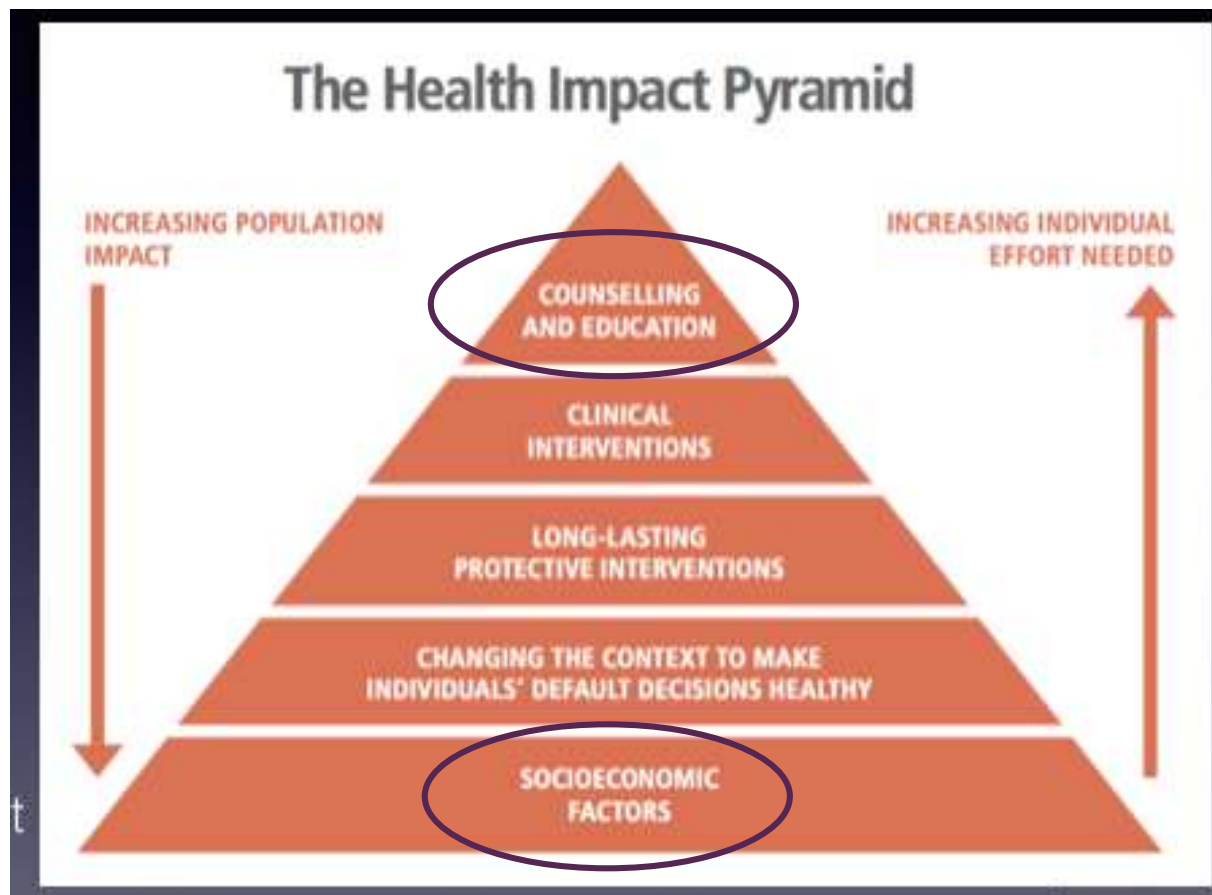 The Health Impact Pyramid
INCREASING POPULATION
IMPACT
INCREASING INDIVIDUAL
EFFORT NEEDED
COUNSELLING
AND EDUCATION
CLINICAL
INTERVENTIONS
LONG-LASTING
PROTECTIVE INTERVENTIONS
CHANGING THE CONTEXT TO MAKE
INDIVIDUALS' DEFAULT DECISIONS HEALTHY
SOCIOECONOMIC
FACTORS
t